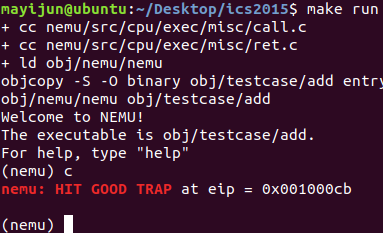 mayijun@ubuntu:~/Desktop/ics2015$ make run
+ cc nemu/src/cpu/exec/misc/call.c
+ cc nemu/src/cpu/exec/misc/ret.c
+ ld obj/nemu/nemu
objcopy -S -O binary obj/testcase/add entry
obj/nemu/nemu obj/testcase/add
Welcome to NEMU!
The executable is obj/testcase/add.
For help, type "help"
(nemu) c
nemu: HIT GOOD TRAP at eip = 0x001000cb
(nemu)